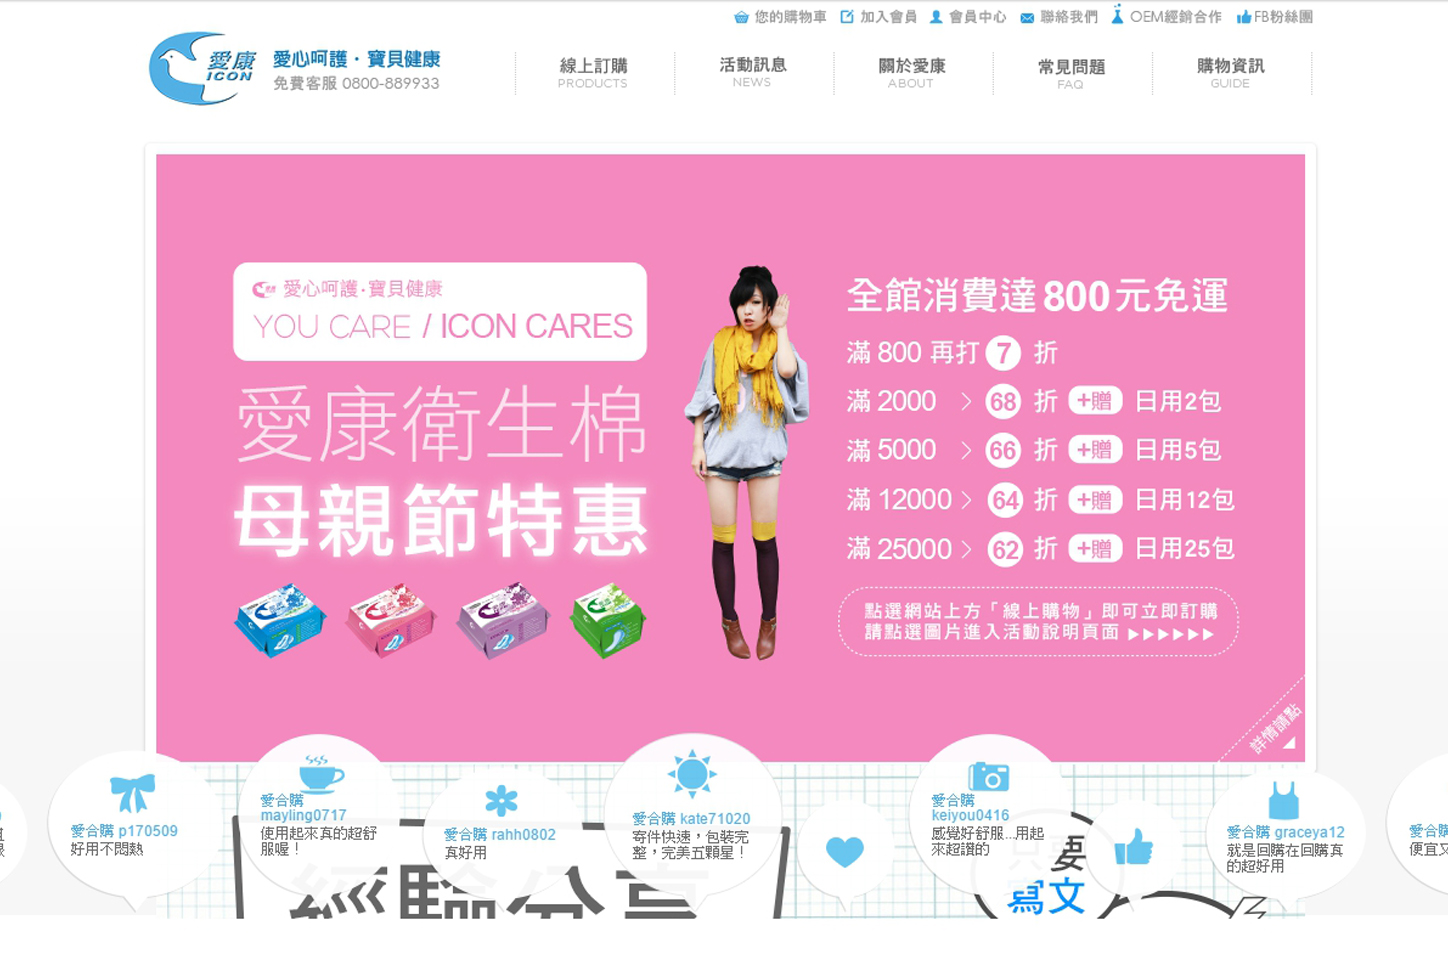 您的購物車 加入會員 會員中心 聯絡我們 OEM經銷合作 FB粉絲團
愛康
ICON
愛心呵護・寶貝健康
免費客服 0800-889933
線上訂購
PRODUCTS
活動訊息
NEWS
關於愛康
ABOUT
常見問題
FAQ
購物資訊
GUIDE
愛康 愛心呵護・寶貝健康
YOU CARE / ICON CARES
愛康衛生棉
母親節特惠
全館消費達800元免運
滿 800 再打 7 折
滿 2000 > 68 折 +贈 日用2包
滿 5000 > 66 折 +贈 日用5包
滿 12000 > 64 折 +贈 日用12包
滿 25000 > 62 折 +贈 日用25包
點選網站上方「線上購物」即可立即訂購
請點選圖片進入活動說明頁面 ▶▶▶▶▶▶
詳情請點
愛合購 p170509
好用不悶熱
愛合購
mayling0717
使用起來真的超舒
服喔！
愛合購 rahh0802
真好用
愛合購 kate71020
寄件快速，包裝完
整，完美五顆星！
愛合購
keiyou0416
感覺好舒服...用起
來超讚的
愛合購 graceya12
就是回購在回購真
的超好用
愛合
便宜又
經驗分享
只要
寫文